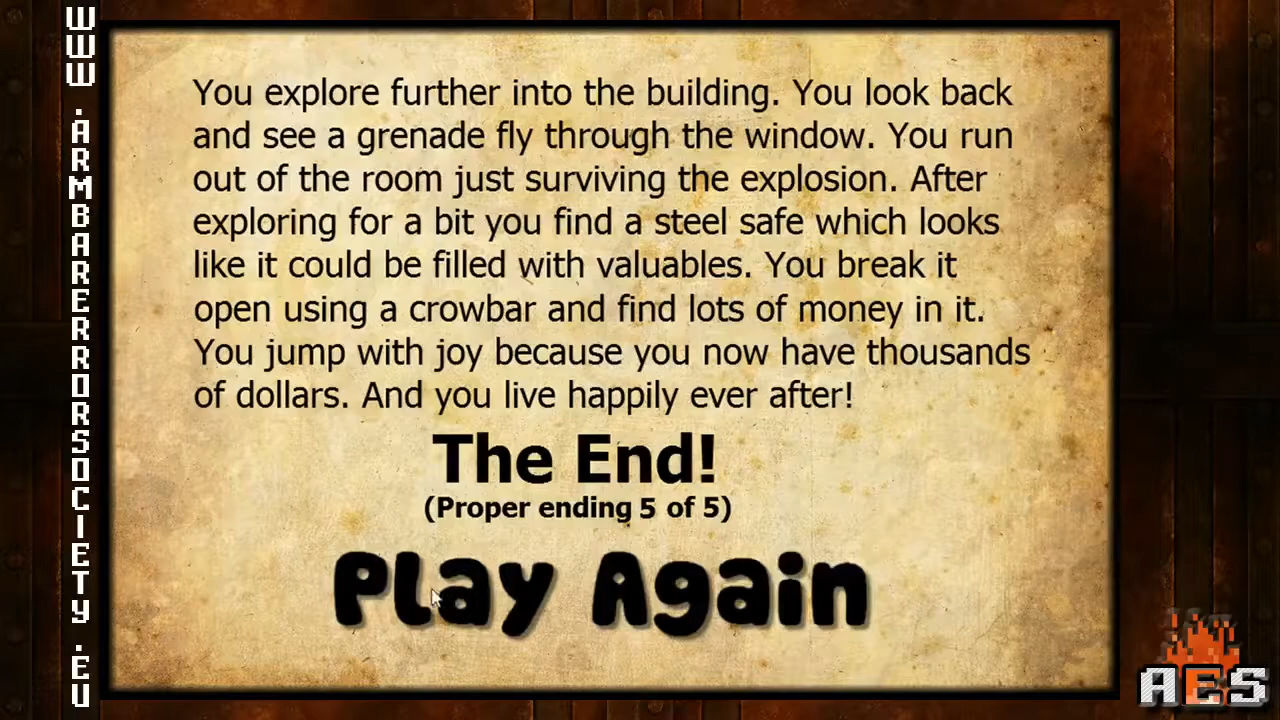 WWW.ARMBARERRORSOCIETY.EU
You explore further into the building. You look back
and see a grenade fly through the window. You run
out of the room just surviving the explosion. After
exploring for a bit you find a steel safe which looks
like it could be filled with valuables. You break it
open using a crowbar and find lots of money in it.
You jump with joy because you now have thousands
of dollars. And you live happily ever after!
The End!
(Proper ending 5 of 5)
Play Again
AES